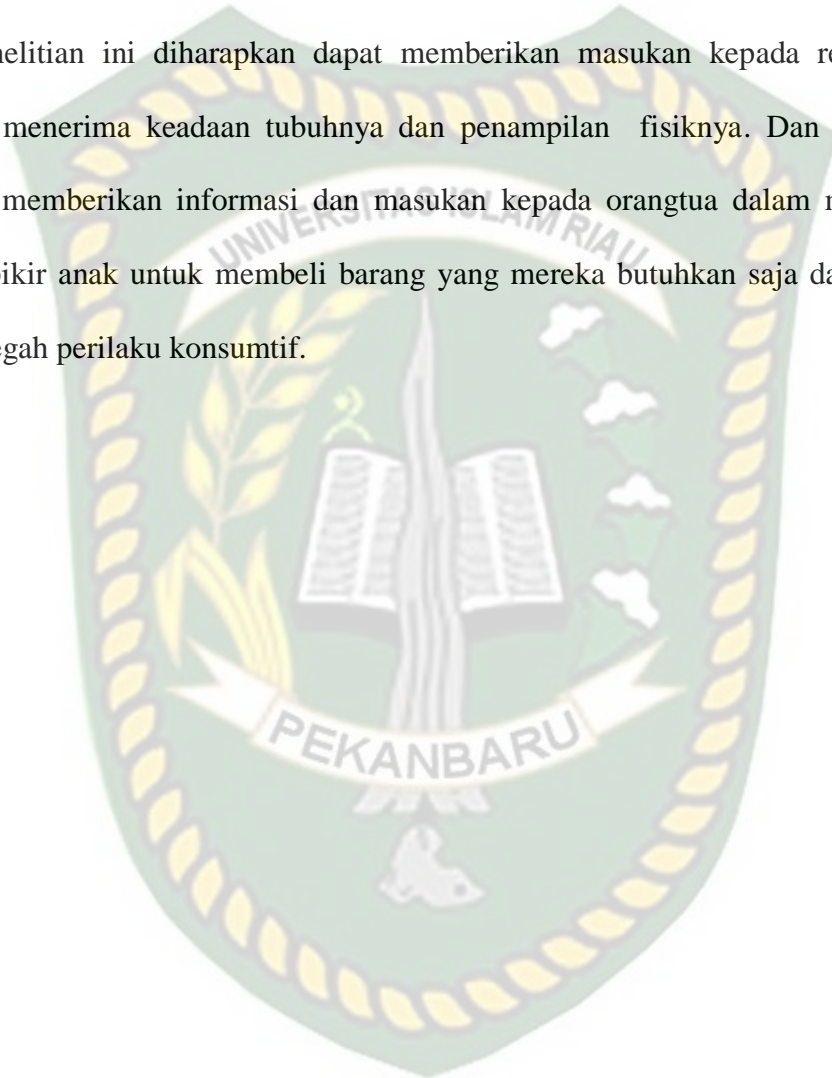 elitian ini diharapkan dapat memberikan masukan kepada re
menerima keadaan tubuhnya dan penampilan fisiknya. Dan
memberikan informasi dan masukan kepada orangtua dalam
UNIVERSITAS ISLAM RIAU
ikir anak untuk membeli barang yang mereka butuhkan saja da
egah perilaku konsumtif.
PEKANBARU